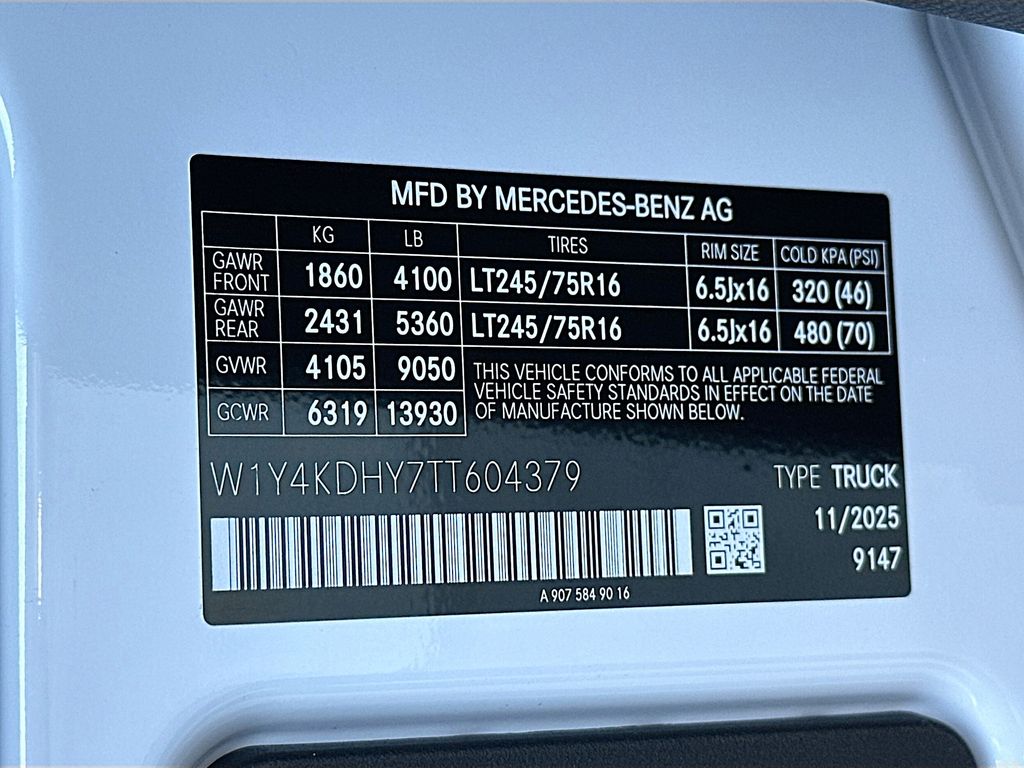 MFD BY MERCEDES-BENZ AG
KG LB TIRES RIM SIZE COLD KPA (PSI)
GAWR FRONT 1860 4100 LT245/75R16 6.5Jx16 320 (46)
GAWR REAR 2431 5360 LT245/75R16 6.5Jx16 480 (70)
GVWR 4105 9050
GCWR 6319 13930
THIS VEHICLE CONFORMS TO ALL APPLICABLE FEDERAL
VEHICLE SAFETY STANDARDS IN EFFECT ON THE DATE
OF MANUFACTURE SHOWN BELOW.
W1Y4KDHY7TT604379
TYPE TRUCK
11/2025
9147
A 907 584 90 16